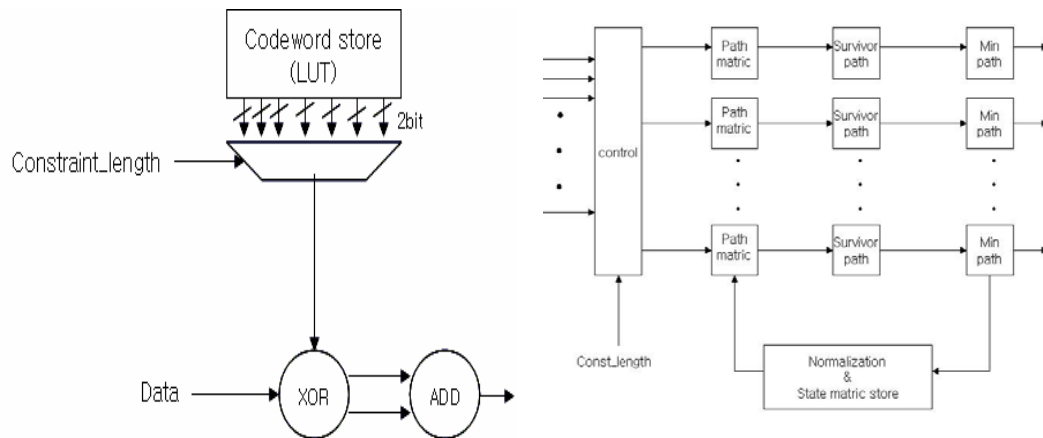 Codeword store
(LUT)
2bit
Constraint_length
Data
XOR
ADD
control
Const_length
Path
matric
Survivor
path
Min
path
Path
matric
Survivor
path
Min
path
Path
matric
Survivor
path
Min
path
Normalization
&
State matric store